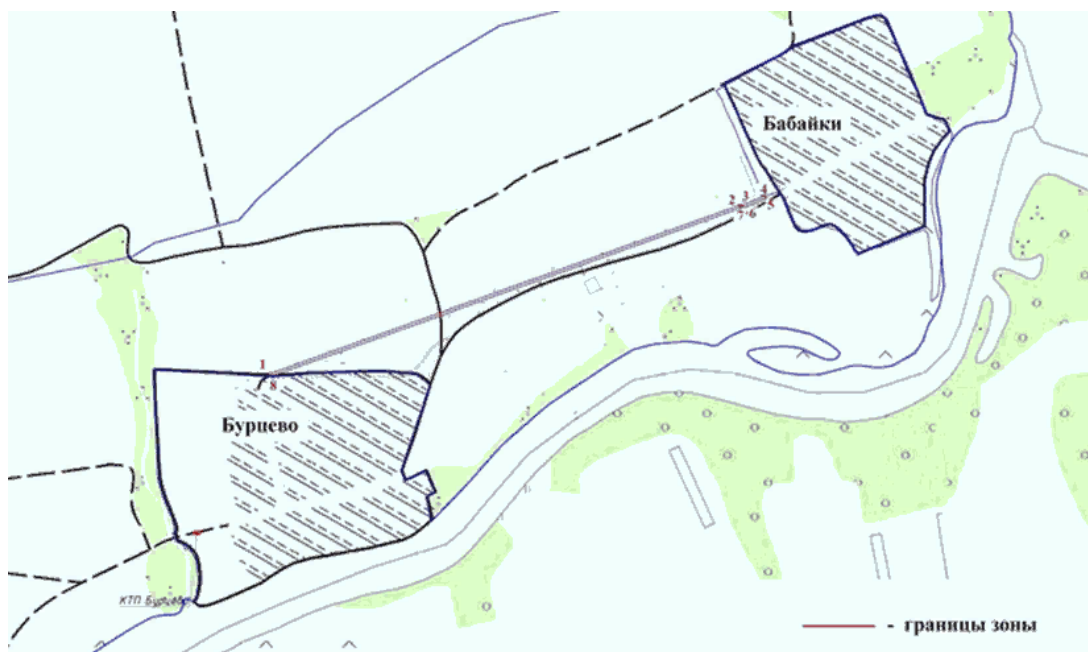 Бабайки
2 3 4
7 6 5
1
8
Бурцево
КТП Бурцево
- границы зоны